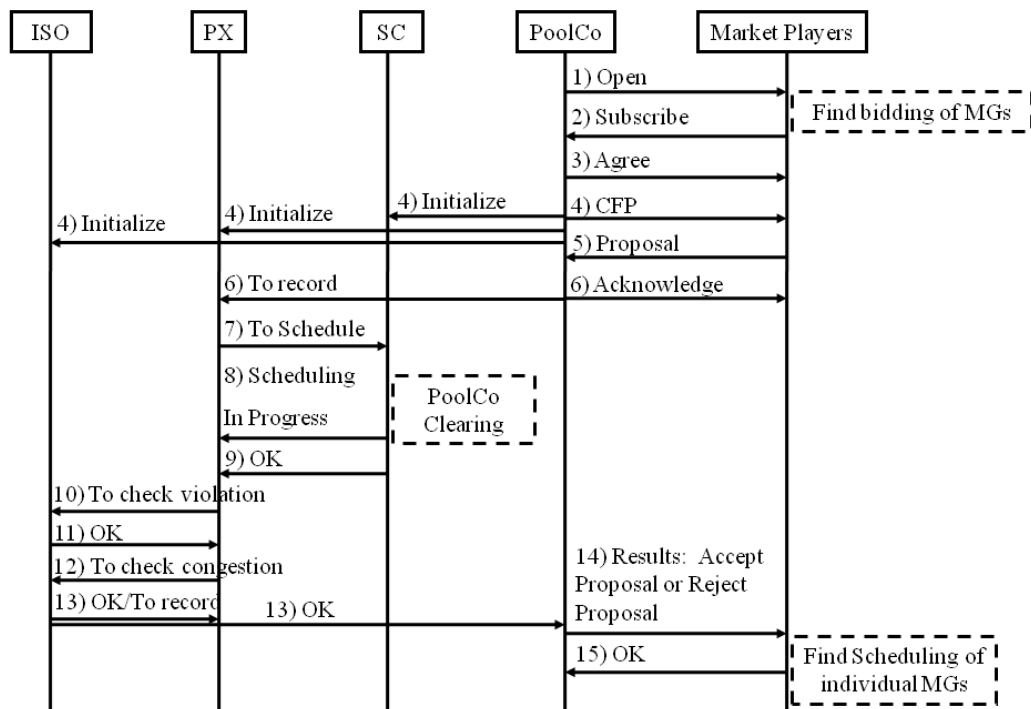 ISO
PX
SC
PoolCo
Market Players
1) Open
Find bidding of MGs
2) Subscribe
3) Agree
4) Initialize
4) Initialize
4) Initialize
4) CFP
5) Proposal
6) To record
6) Acknowledge
7) To Schedule
8) Scheduling
In Progress
PoolCo
Clearing
9) OK
10) To check violation
11) OK
12) To check congestion
13) OK/To record
13) OK
14) Results: Accept
Proposal or Reject
Proposal
15) OK
Find Scheduling of
individual MGs